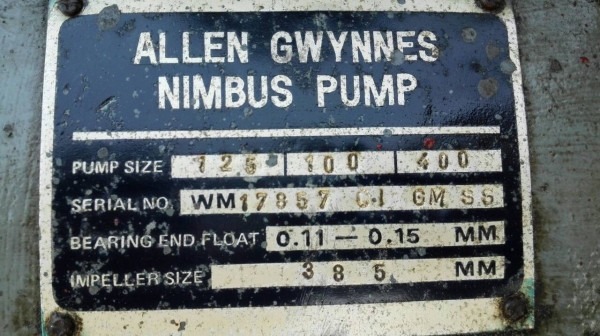 ALLEN GWYNNES
NIMBUS PUMP
PUMP SIZE 125 100 400
SERIAL NO. WM17857 CI GM SS
BEARING END FLOAT 0.11 — 0.15 MM
IMPELLER SIZE 385 MM